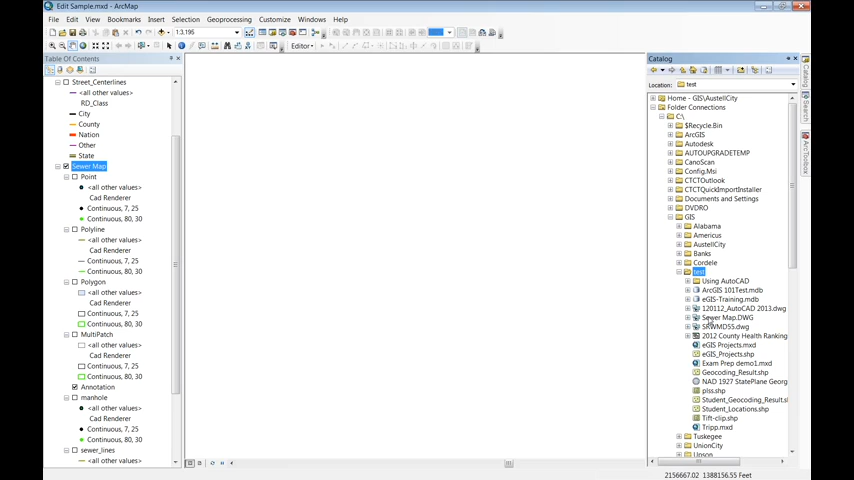 Edit Sample.mxd - ArcMap
File Edit View Bookmarks Insert Selection Geoprocessing Customize Windows Help
1:3,195
Editor
Table Of Contents
Street_Centerlines
<all other values>
RD_Class
City
County
Nation
Other
State
Sewer Map
Point
<all other values>
Cad Renderer
Continuous, 7, 25
Continuous, 80, 30
Polyline
<all other values>
Cad Renderer
Continuous, 7, 25
Continuous, 80, 30
Polygon
<all other values>
Cad Renderer
Continuous, 7, 25
Continuous, 80, 30
MultiPatch
<all other values>
Cad Renderer
Continuous, 7, 25
Continuous, 80, 30
Annotation
manhole
<all other values>
Cad Renderer
Continuous, 7, 25
Continuous, 80, 30
sewer_lines
<all other values>
Catalog
Location: test
Home - GIS\AustellCity
Folder Connections
C:\
$Recycle.Bin
ArcGIS
Autodesk
AUTOUPGRADETEMP
CanoScan
Config.Msi
CTCTOutlook
CTCTQuickImportInstaller
Documents and Settings
DVDRO
GIS
Alabama
Americus
AustellCity
Banks
Cordele
test
Using AutoCAD
ArcGIS 101Test.mdb
eGIS-Training.mdb
120112_AutoCAD 2013.dwg
Sewer Map.DWG
SRWMD55.dwg
2012 County Health Ranking
eGIS Projects.mxd
eGIS_Projects.shp
Exam Prep demo1.mxd
Geocoding_Result.shp
NAD 1927 StatePlane Georg
plss.shp
Student_Geocoding_Result.sl
Student_Locations.shp
Tift-clip.shp
Tripp.mxd
Tuskegee
UnionCity
Upson
Catalog
Search
ArcToolbox
2156667.02 1388156.55 Feet